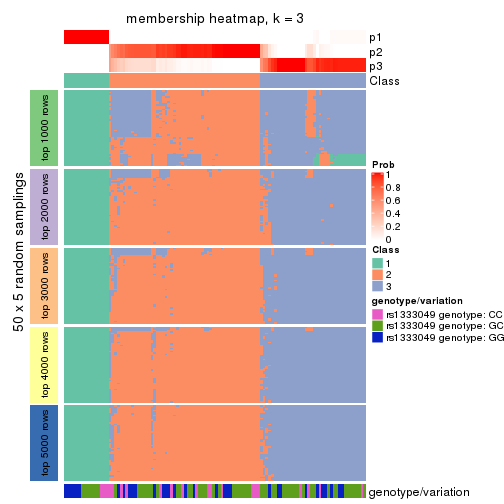 membership heatmap, k = 3
p1
p2
p3
Class
50 x 5 random samplings
top 1000 rows
top 2000 rows
top 3000 rows
top 4000 rows
top 5000 rows
Prob
1
0.8
0.6
0.4
0.2
0
Class
1
2
3
genotype/variation
rs1333049 genotype: CC
rs1333049 genotype: GC
rs1333049 genotype: GG
genotype/variation